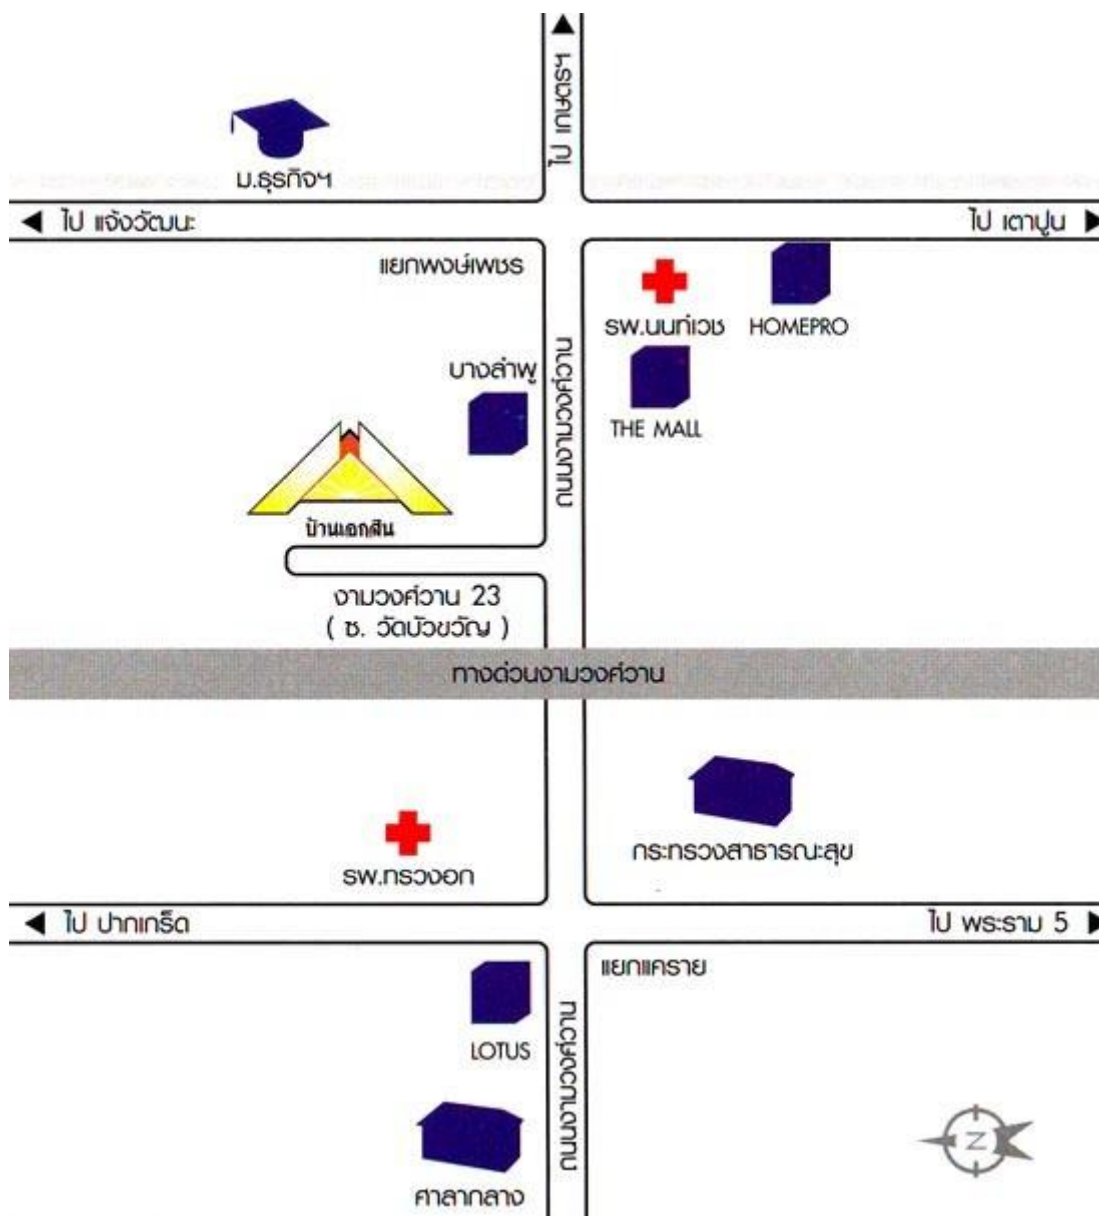 ไป เกษตรฯ
ม.ธุรกิจฯ
ไป แจ้งวัฒนะ
ไป เตาปูน
แยกพงษ์เพชร
รพ.นนท์เวช
HOMEPRO
บางลำพู
THE MALL
ถนนงามวงศ์วาน
บ้านเอกสิน
งามวงศ์วาน 23
( ซ. วัดบัวขวัญ )
ทางด่วนงามวงศ์วาน
กระทรวงสาธารณะสุข
รพ.ทรวงอก
ไป ปากเกร็ด
ไป พระราม 5
แยกแคราย
LOTUS
ถนนงามวงศ์วาน
ศาลากลาง
N